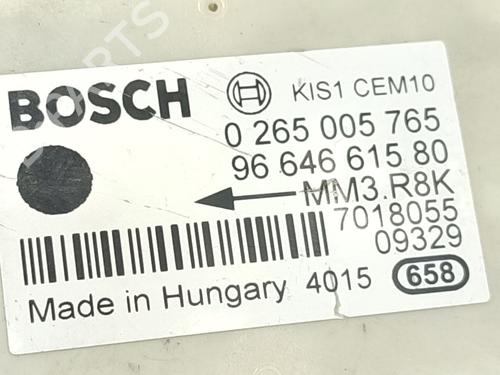 BOSCH
KIS1 CEM10
0 265 005 765
96 646 615 80
MM3.R8K
7018055
09329
Made in Hungary 4015 658